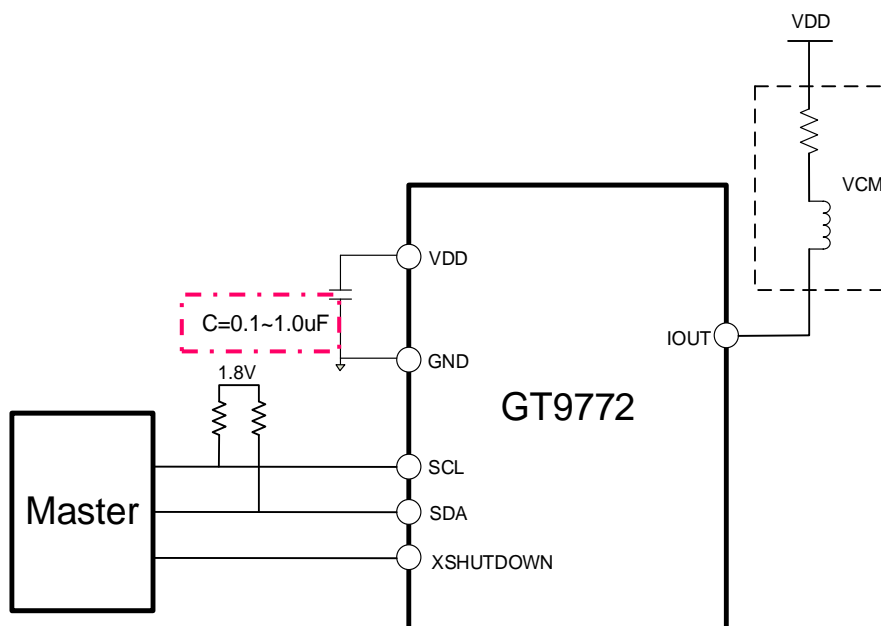 VDD
VCM
VDD
C=0.1~1.0uF
IOUT
GND
1.8V
GT9772
SCL
Master
SDA
XSHUTDOWN